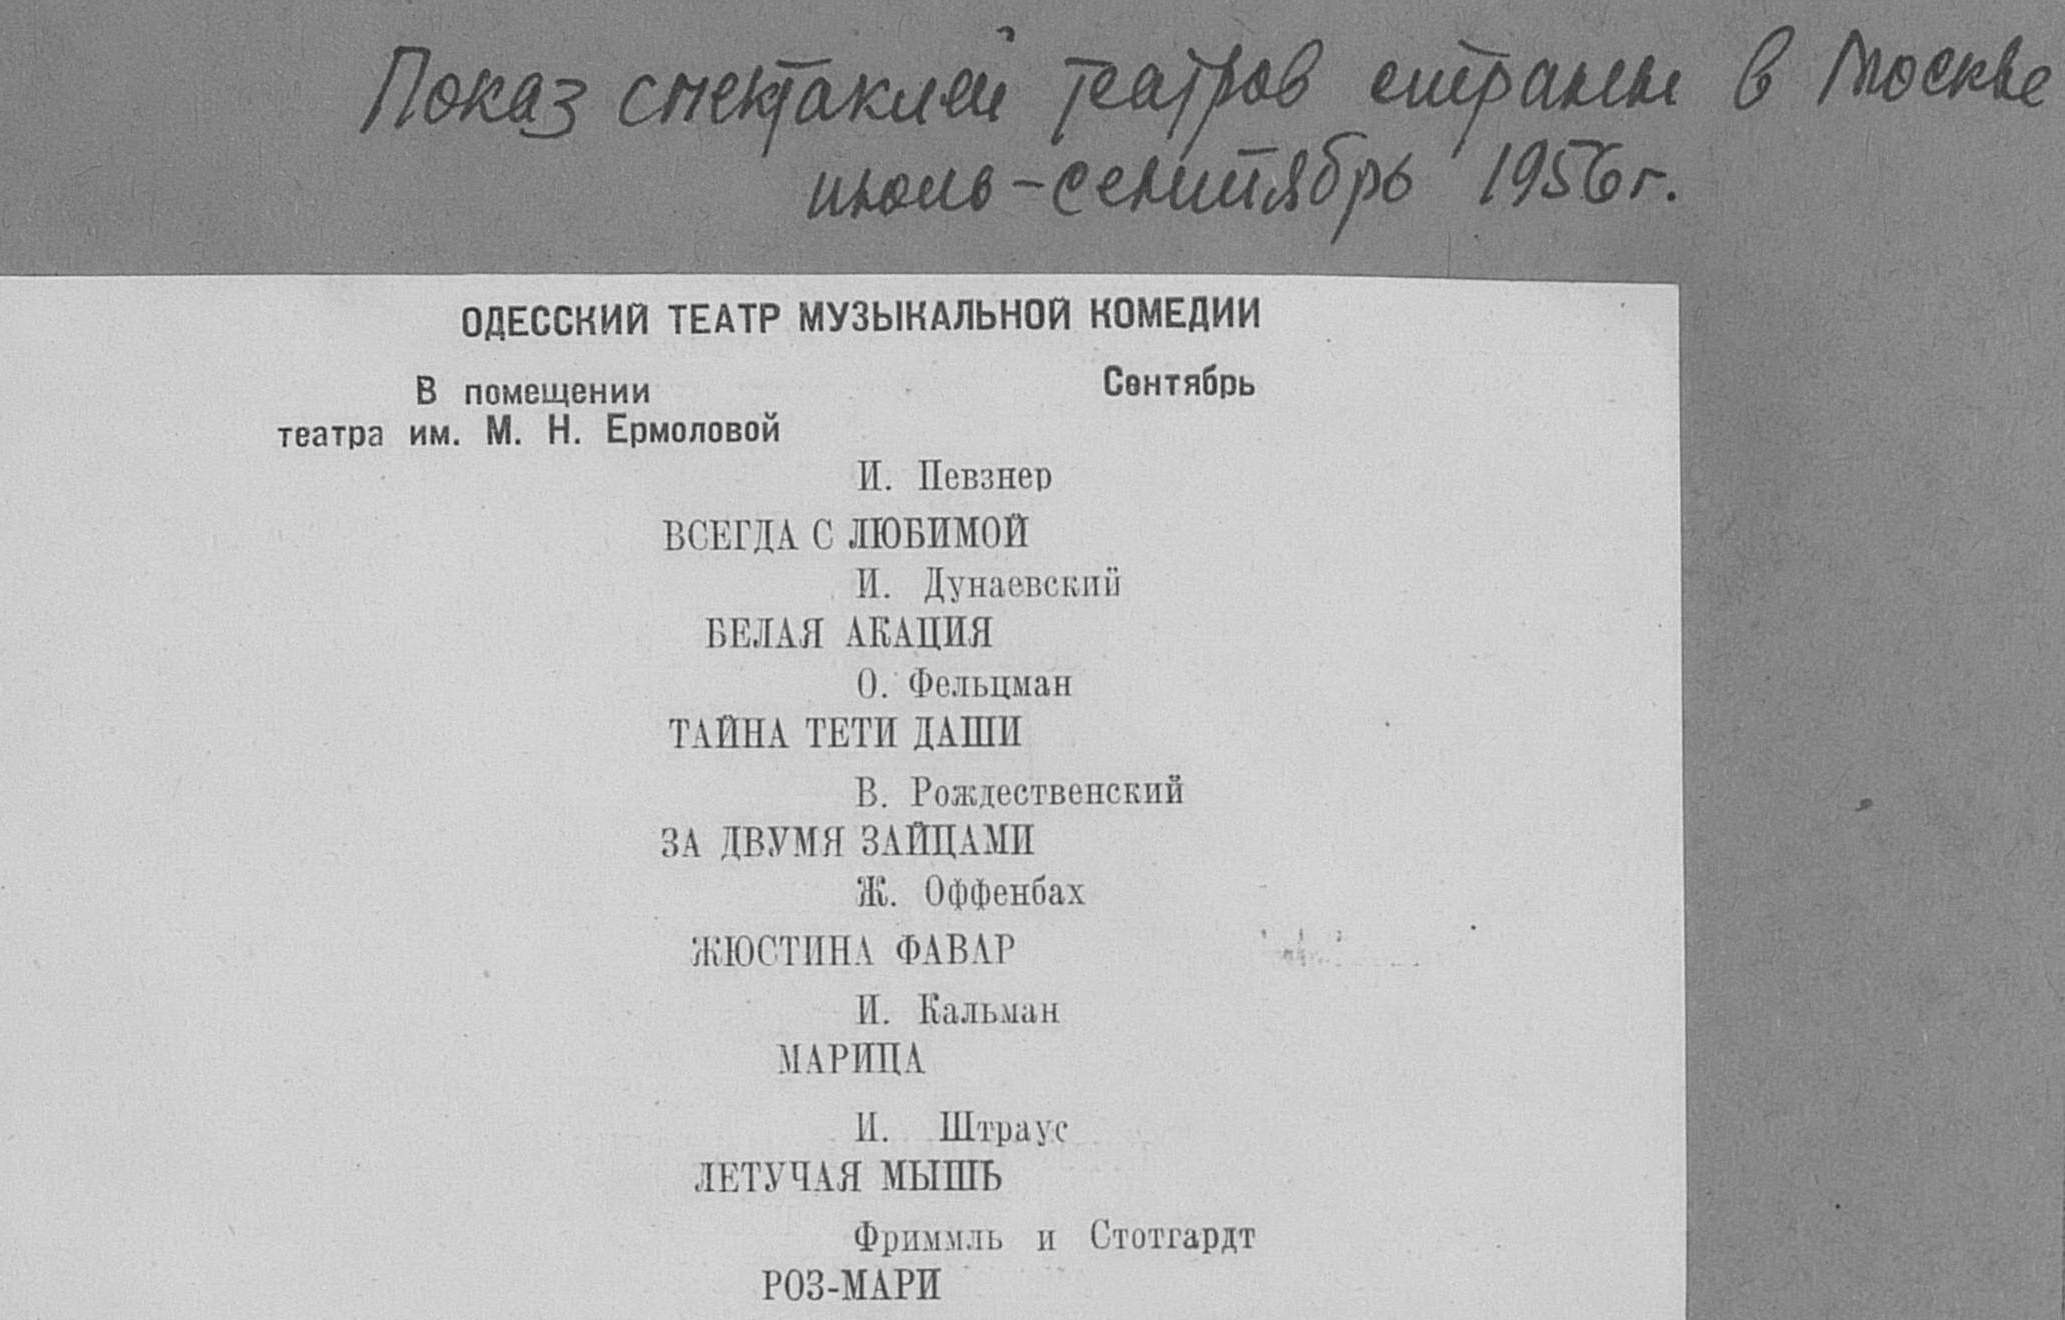 Показ спектаклей театров страны в Москве
июль-сентябрь 1956г.
ОДЕССКИЙ ТЕАТР МУЗЫКАЛЬНОЙ КОМЕДИИ
В помещении Сентябрь
театра им. М. Н. Ермоловой
И. Певзнер
ВСЕГДА С ЛЮБИМОЙ
И. Дунаевский
БЕЛАЯ АКАЦИЯ
О. Фельцман
ТАЙНА ТЕТИ ДАШИ
В. Рождественский
ЗА ДВУМЯ ЗАЙЦАМИ
Ж. Оффенбах
ЖЮСТИНА ФАВАР
И. Кальман
МАРИЦА
И. Штраус
ЛЕТУЧАЯ МЫШЬ
Фриммль и Стотгардт
РОЗ-МАРИ